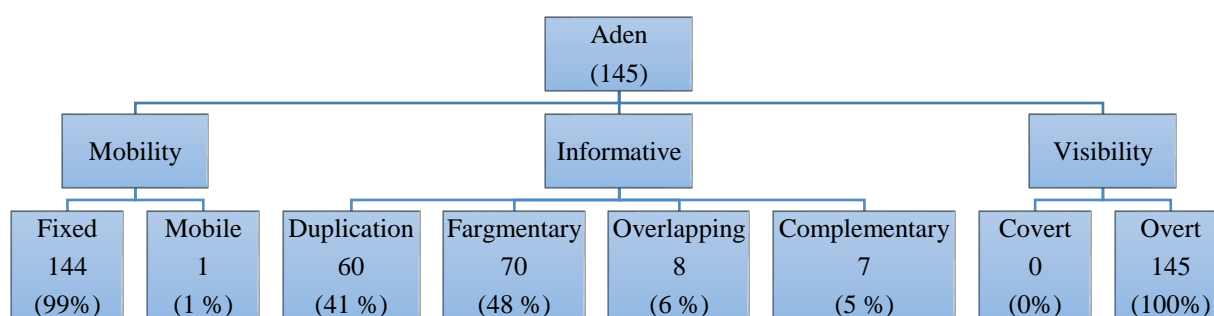 Aden
(145)
Mobility
Informative
Visibility
Fixed
144
(99%)
Mobile
1
(1 %)
Duplication
60
(41 %)
Fargmentary
70
(48 %)
Overlapping
8
(6 %)
Complementary
7
(5 %)
Covert
0
(0%)
Overt
145
(100%)